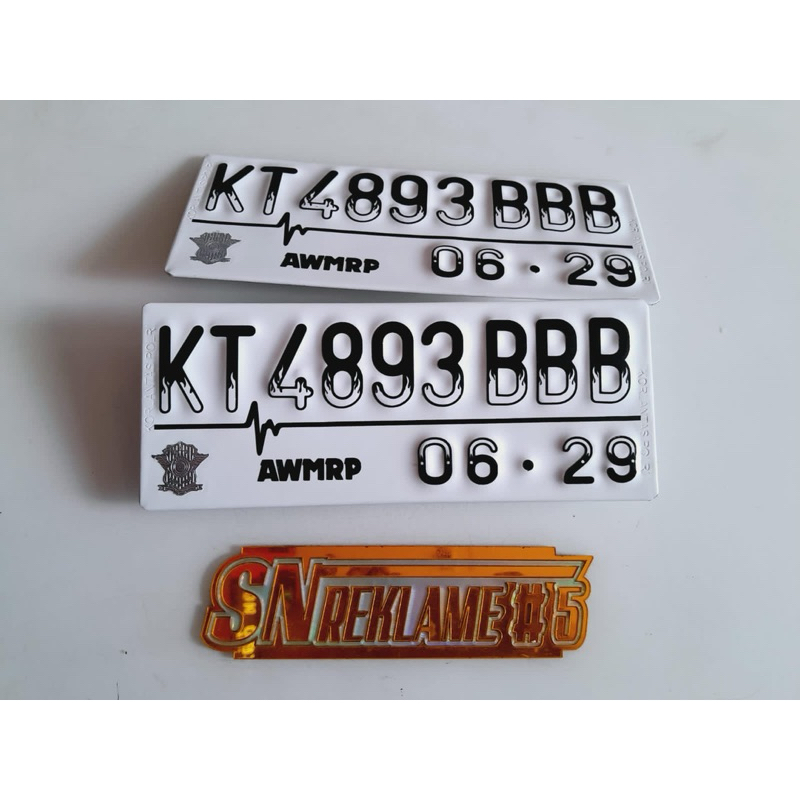 KT 4893 BBB
AWMRP 06 · 29
KT 4893 BBB
AWMRP 06 · 29
SN REKLAME'#'5